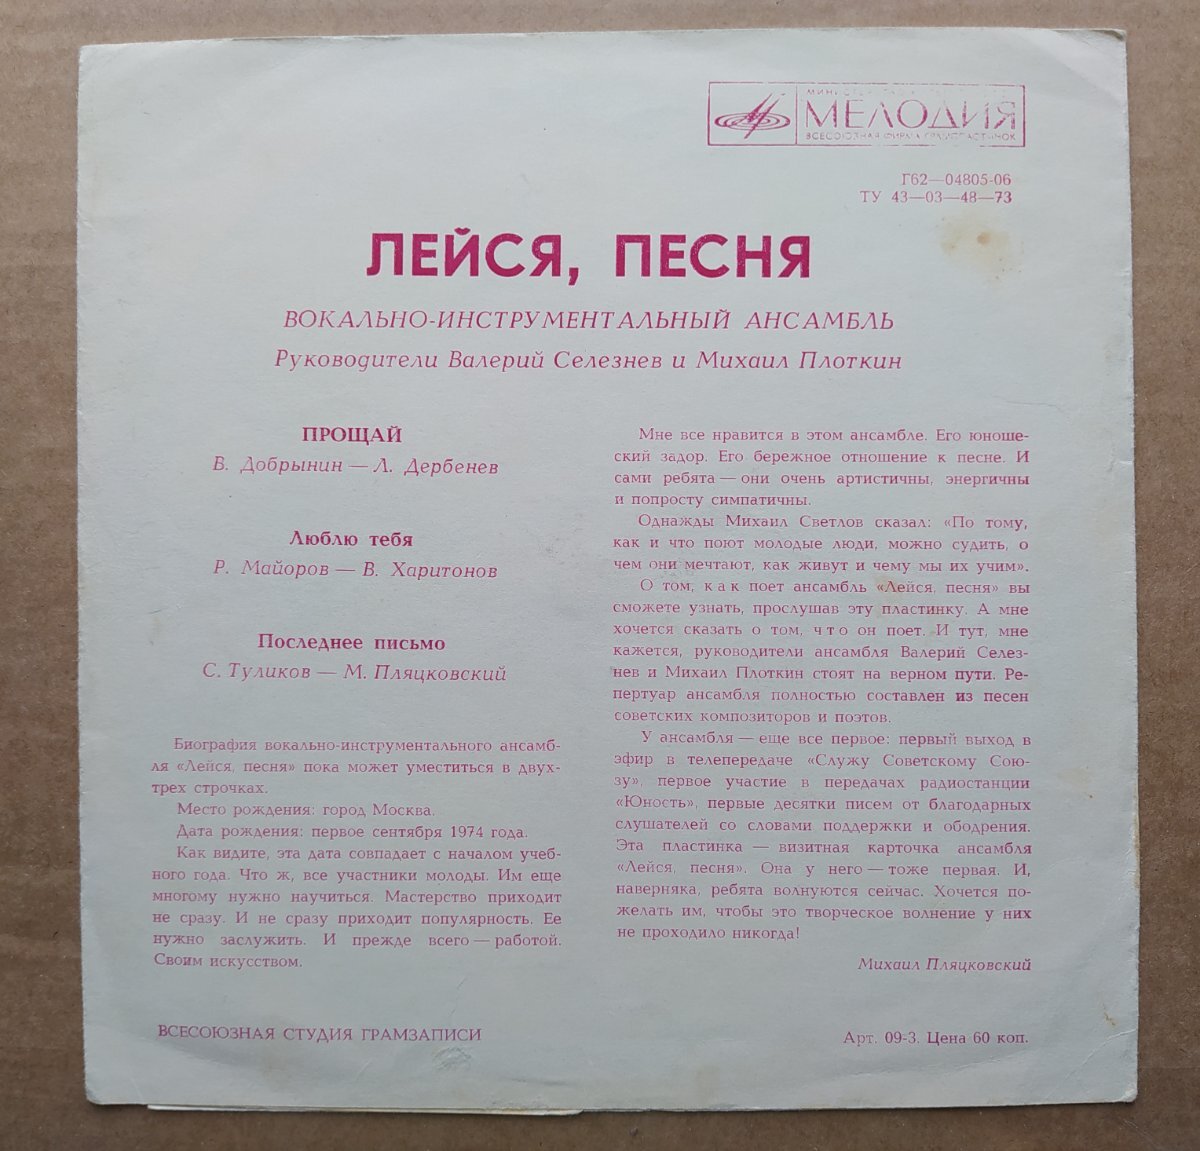 МЕЛОДИЯ
ВСЕСОЮЗНАЯ ФИРМА ГРАМПЛАСТИНОК
Г62—04805-06
ТУ 43—03—48—73
ЛЕЙСЯ, ПЕСНЯ
ВОКАЛЬНО-ИНСТРУМЕНТАЛЬНЫЙ АНСАМБЛЬ
Руководители Валерий Селезнев и Михаил Плоткин
ПРОЩАЙ
В. Добрынин — Л. Дербенев
Люблю тебя
Р. Майоров — В. Харитонов
Последнее письмо
С. Туликов — М. Пляцковский
Биография вокально-инструментального ансамб-
ля «Лейся, песня» пока может уместиться в двух-
трех строчках.
Место рождения: город Москва.
Дата рождения: первое сентября 1974 года.
Как видите, эта дата совпадает с началом учеб-
ного года. Что ж, все участники молоды. Им еще
многому нужно научиться. Мастерство приходит
не сразу. И не сразу приходит популярность. Ее
нужно заслужить. И прежде всего — работой.
Своим искусством.
Мне все нравится в этом ансамбле. Его юноше-
ский задор. Его бережное отношение к песне. И
сами ребята — они очень артистичны, энергичны
и попросту симпатичны.
Однажды Михаил Светлов сказал: «По тому,
как и что поют молодые люди, можно судить, о
чем они мечтают, как живут и чему мы их учим».
О том, как поет ансамбль «Лейся, песня» вы
сможете узнать, прослушав эту пластинку. А мне
хочется сказать о том, что он поет. И тут, мне
кажется, руководители ансамбля Валерий Селез-
нев и Михаил Плоткин стоят на верном пути. Ре-
пертуар ансамбля полностью составлен из песен
советских композиторов и поэтов.
У ансамбля — еще все первое: первый выход в
эфир в телепередаче «Служу Советскому Сою-
зу», первое участие в передачах радиостанции
«Юность», первые десятки писем от благодарных
слушателей со словами поддержки и ободрения.
Эта пластинка — визитная карточка ансамбля
«Лейся, песня». Она у него — тоже первая. И,
наверняка, ребята волнуются сейчас. Хочется по-
желать им, чтобы это творческое волнение у них
не проходило никогда!
Михаил Пляцковский
ВСЕСОЮЗНАЯ СТУДИЯ ГРАМЗАПИСИ
Арт. 09-3. Цена 60 коп.